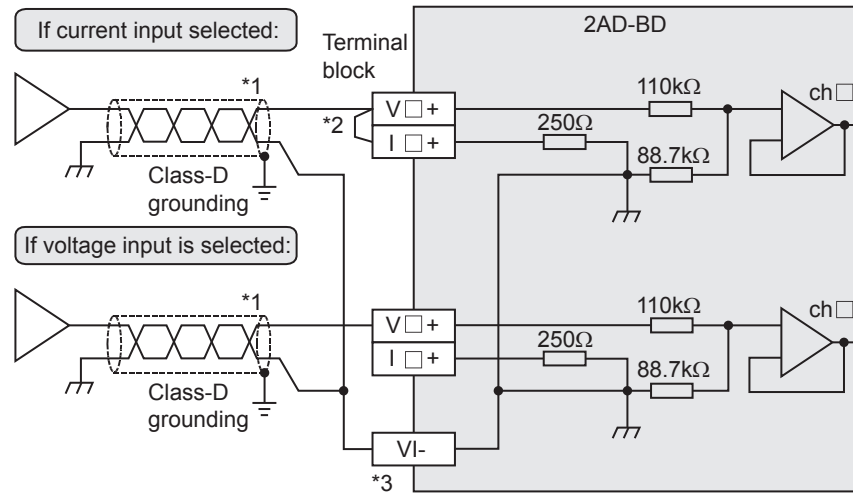 If current input selected:
2AD-BD
Terminal
block
*1
*2
V □ +
I □ +
110kΩ
250Ω
88.7kΩ
ch □
Class-D
grounding
If voltage input is selected:
*1
V □ +
I □ +
110kΩ
250Ω
88.7kΩ
ch □
Class-D
grounding
VI-
*3